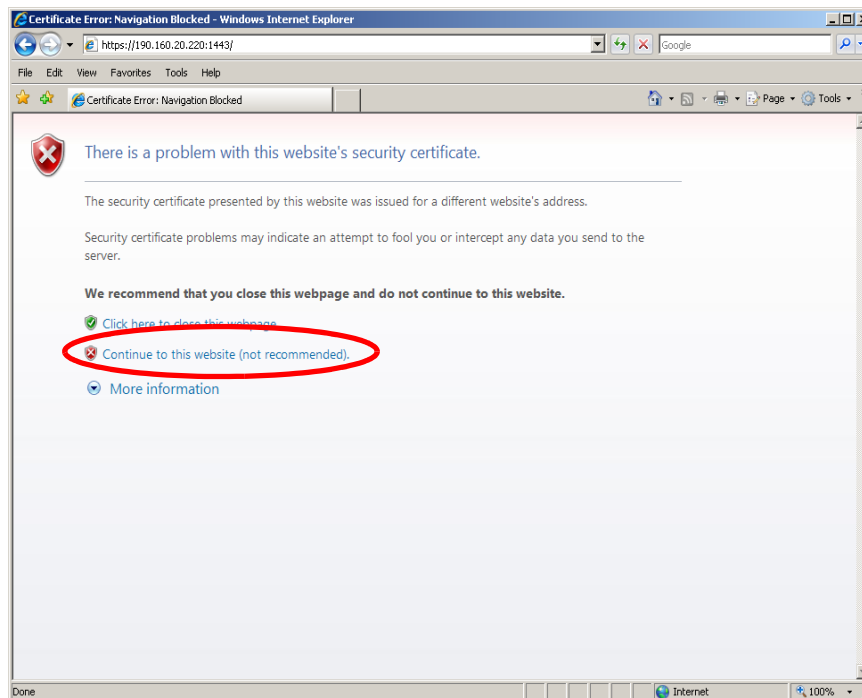 Certificate Error: Navigation Blocked - Windows Internet Explorer
https://190.160.20.220:1443/
Google
File Edit View Favorites Tools Help
Certificate Error: Navigation Blocked
Page Tools
There is a problem with this website's security certificate.
The security certificate presented by this website was issued for a different website's address.
Security certificate problems may indicate an attempt to fool you or intercept any data you send to the
server.
We recommend that you close this webpage and do not continue to this website.
Click here to close this webpage.
Continue to this website (not recommended).
More information
Done Internet 100%